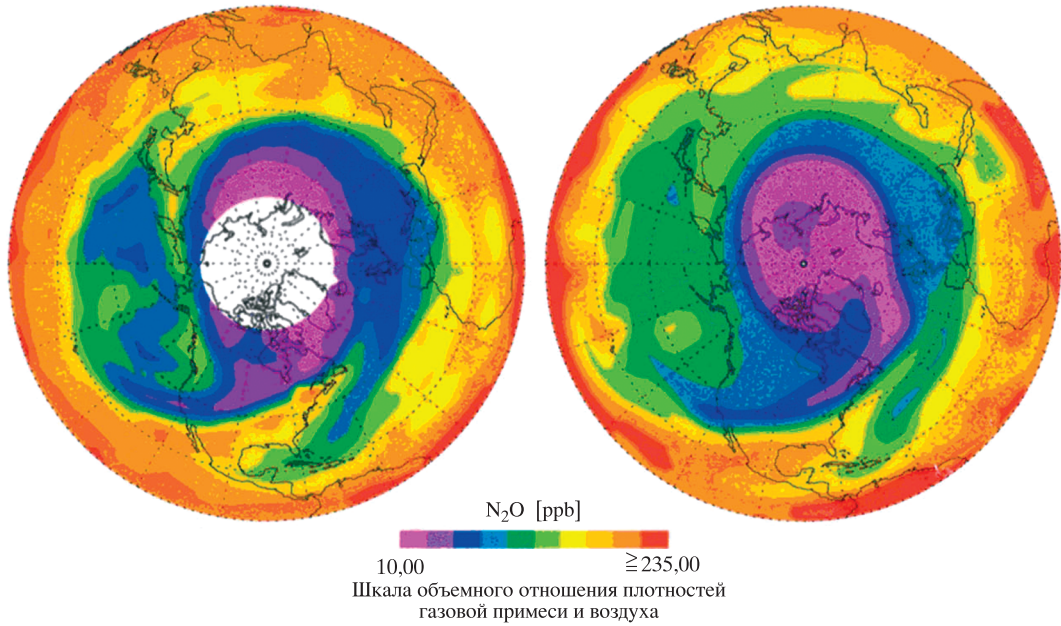 N₂O [ppb]
10,00 ≧235,00
Шкала объемного отношения плотностей
газовой примеси и воздуха